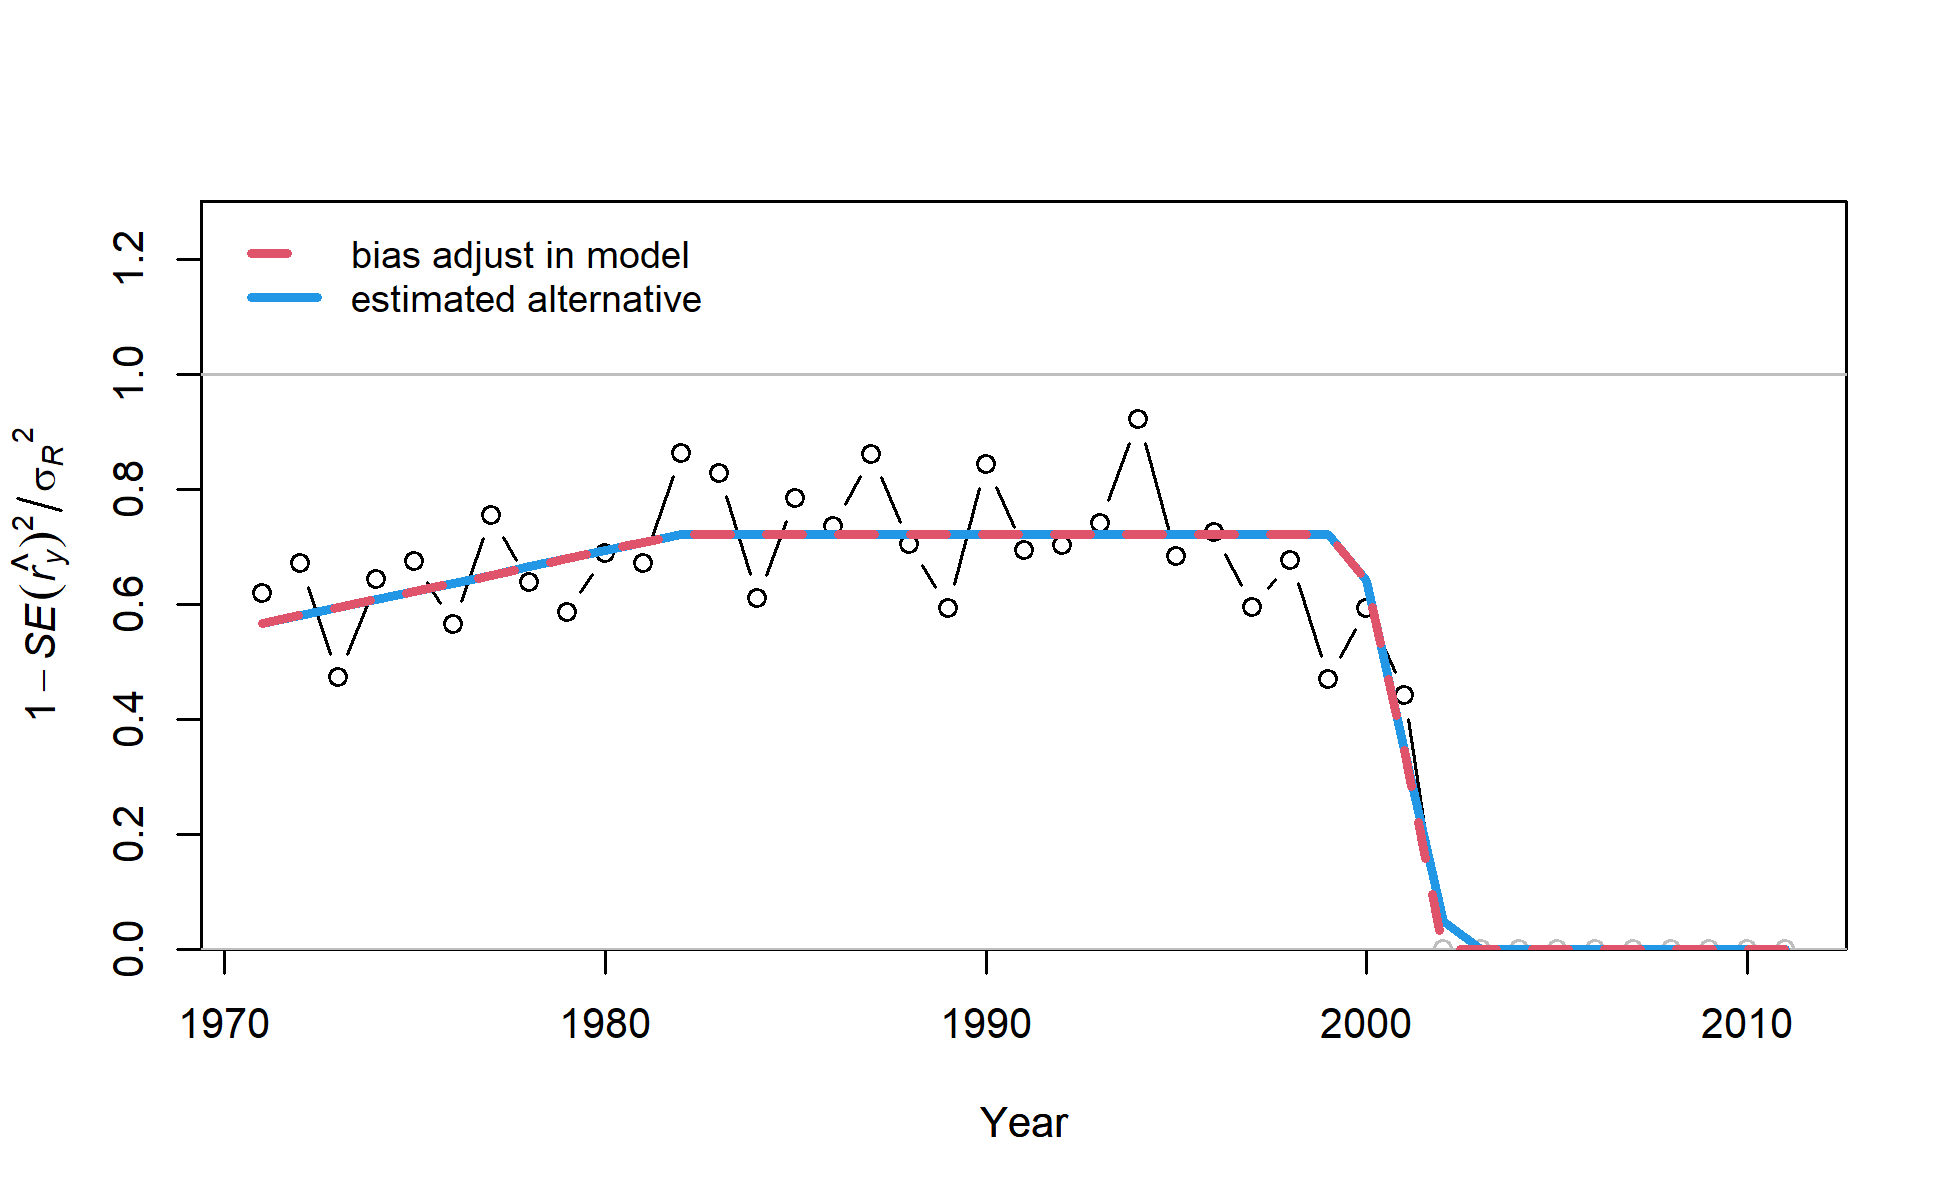 bias adjust in model
estimated alternative
1 − SE(r̂y)² / σR²
1.2
1.0
0.8
0.6
0.4
0.2
0.0
1970 1980 1990 2000 2010
Year